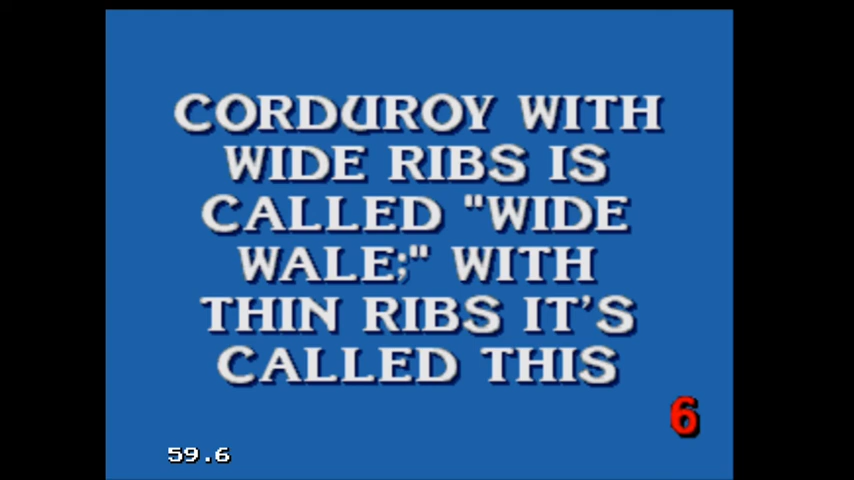 CORDUROY WITH
WIDE RIBS IS
CALLED "WIDE
WALE;" WITH
THIN RIBS IT'S
CALLED THIS
6
59.6